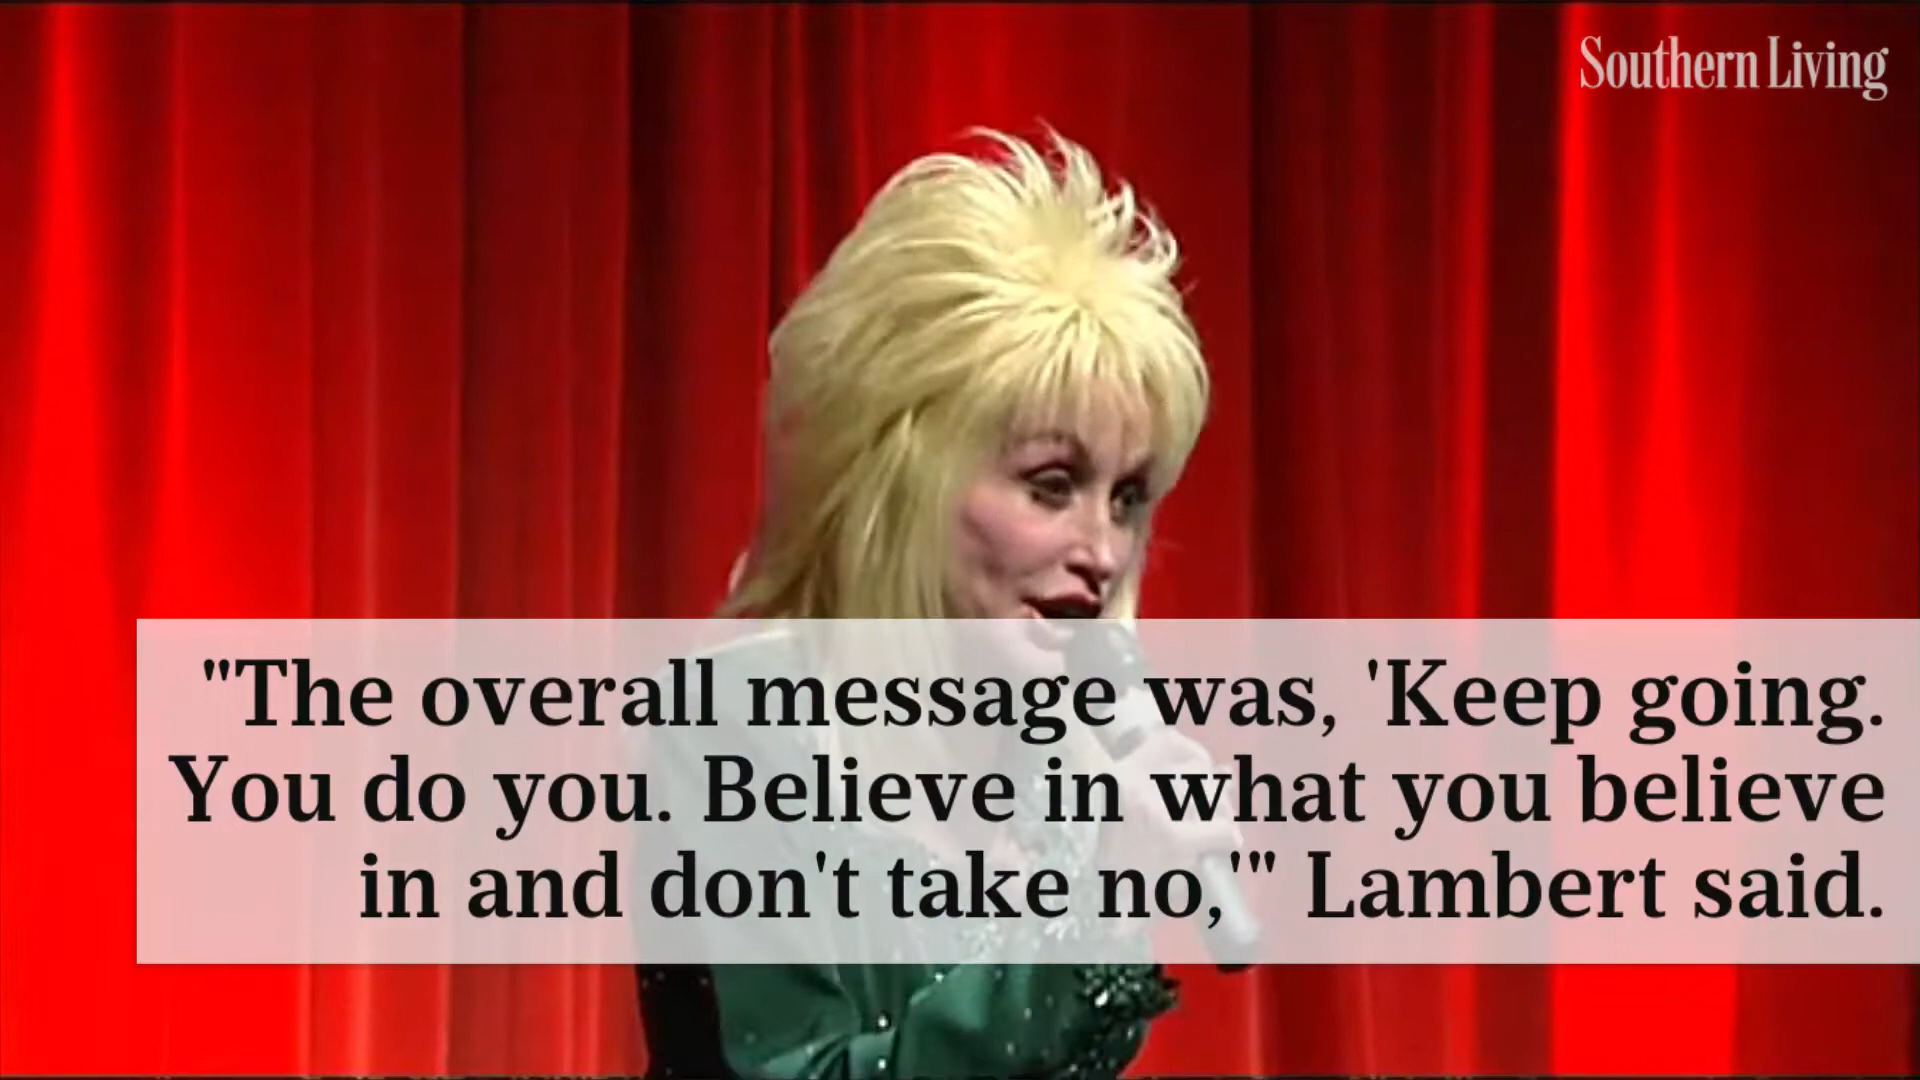 Southern Living
"The overall message was, 'Keep going.
You do you. Believe in what you believe
in and don't take no,'" Lambert said.